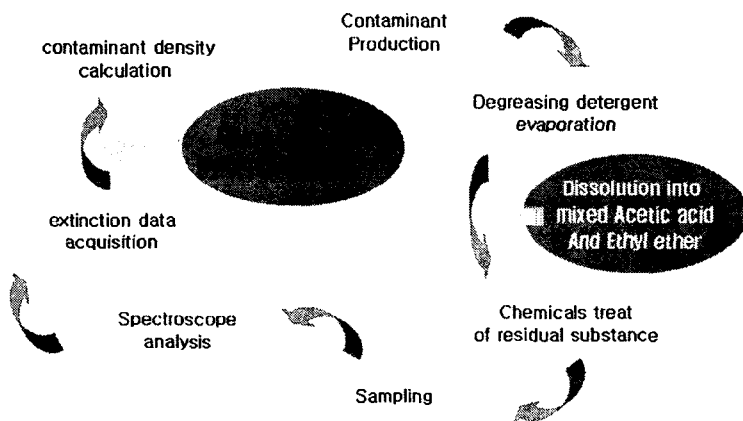 Contaminant
Production
contaminant density
calculation
Degreasing detergent
evaporation
Dissolution into
mixed Acetic acid
And Ethyl ether
extinction data
acquisition
Chemicals treat
of residual substance
Spectroscope
analysis
Sampling